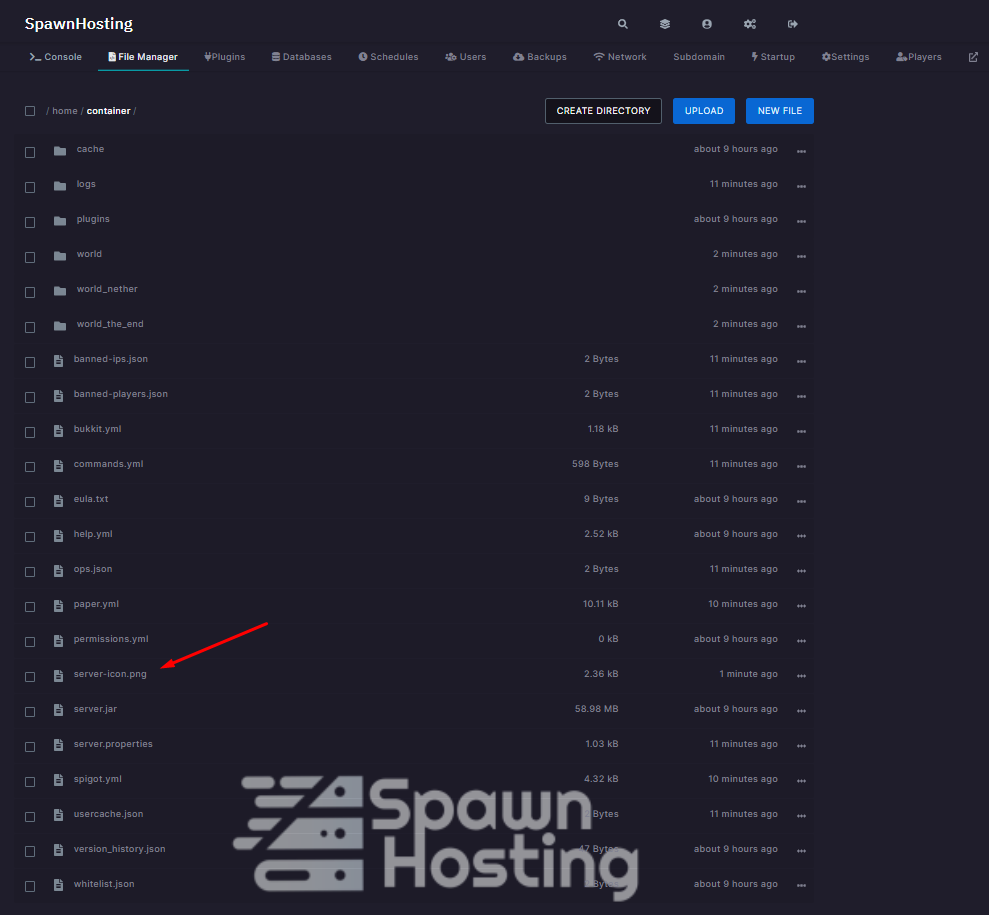 SpawnHosting
Console File Manager Plugins Databases Schedules Users Backups Network Subdomain Startup Settings Players
/ home / container / CREATE DIRECTORY UPLOAD NEW FILE
cache about 9 hours ago
logs 11 minutes ago
plugins about 9 hours ago
world 2 minutes ago
world_nether 2 minutes ago
world_the_end 2 minutes ago
banned-ips.json 2 Bytes 11 minutes ago
banned-players.json 2 Bytes 11 minutes ago
bukkit.yml 1.18 kB 11 minutes ago
commands.yml 598 Bytes 11 minutes ago
eula.txt 9 Bytes about 9 hours ago
help.yml 2.52 kB about 9 hours ago
ops.json 2 Bytes 11 minutes ago
paper.yml 10.11 kB 10 minutes ago
permissions.yml 0 kB about 9 hours ago
server-icon.png 2.36 kB 1 minute ago
server.jar 58.98 MB about 9 hours ago
server.properties 1.03 kB 11 minutes ago
spigot.yml 4.32 kB 10 minutes ago
usercache.json Bytes 11 minutes ago
version_history.json 47 Bytes about 9 hours ago
whitelist.json Bytes about 9 hours ago
Spawn
Hosting